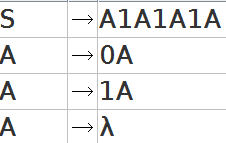 S → A1A1A1A
A → 0A
A → 1A
A → λ